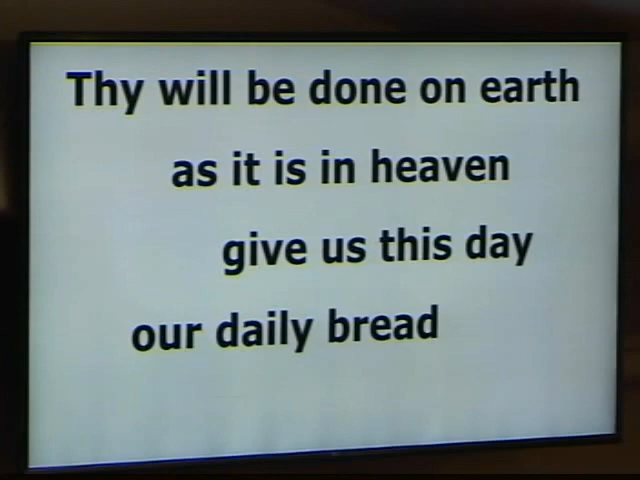 Thy will be done on earth
as it is in heaven
give us this day
our daily bread